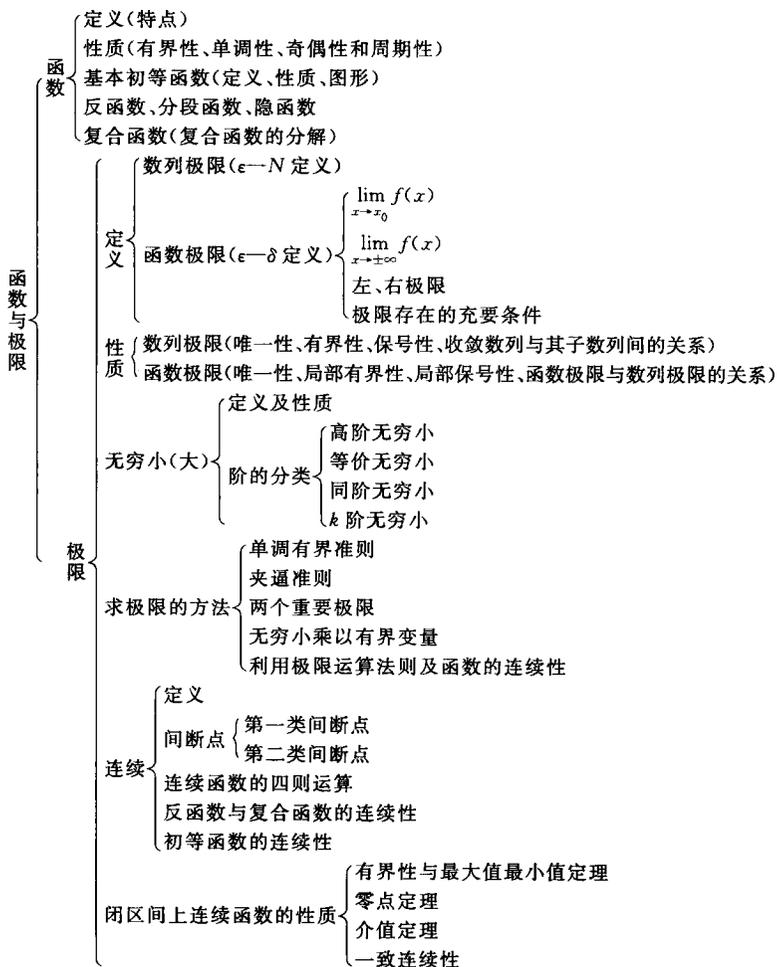 函数与极限
函数
定义(特点)
性质(有界性、单调性、奇偶性和周期性)
基本初等函数(定义、性质、图形)
反函数、分段函数、隐函数
复合函数(复合函数的分解)
极限
定义
数列极限(ε—N 定义)
函数极限(ε—δ 定义)
lim f(x)
x→x₀
lim f(x)
x→±∞
左、右极限
极限存在的充要条件
性质
数列极限(唯一性、有界性、保号性、收敛数列与其子数列间的关系)
函数极限(唯一性、局部有界性、局部保号性、函数极限与数列极限的关系)
无穷小(大)
定义及性质
阶的分类
高阶无穷小
等价无穷小
同阶无穷小
k 阶无穷小
求极限的方法
单调有界准则
夹逼准则
两个重要极限
无穷小乘以有界变量
利用极限运算法则及函数的连续性
连续
定义
间断点
第一类间断点
第二类间断点
连续函数的四则运算
反函数与复合函数的连续性
初等函数的连续性
闭区间上连续函数的性质
有界性与最大值最小值定理
零点定理
介值定理
一致连续性